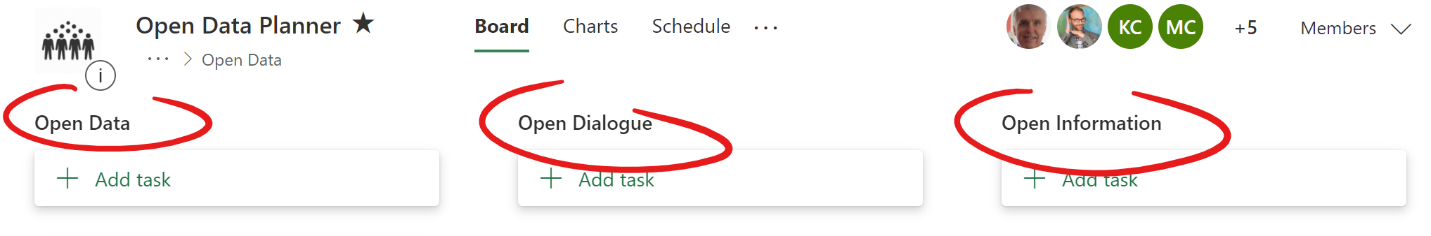 Open Data Planner ★
Board Charts Schedule ···
KC MC +5 Members
··· > Open Data
i
Open Data
Open Dialogue
Open Information
+ Add task
+ Add task
+ Add task